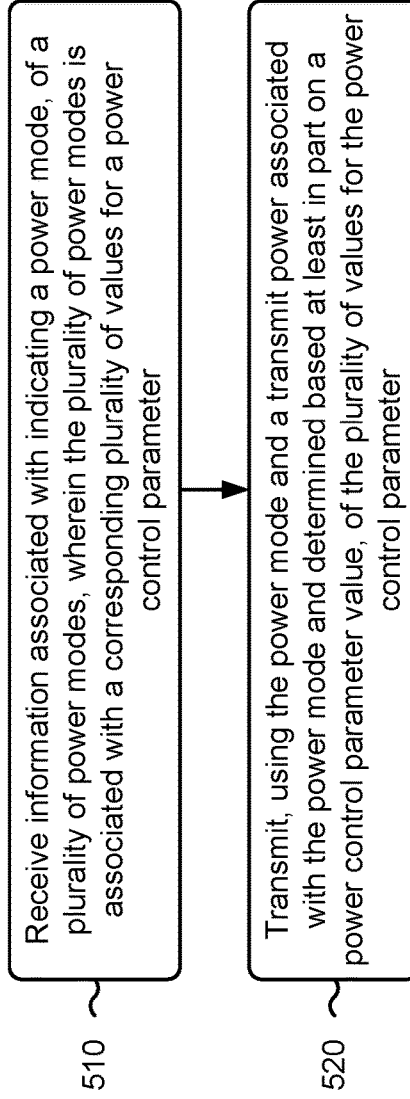 510
Receive information associated with indicating a power mode, of a
plurality of power modes, wherein the plurality of power modes is
associated with a corresponding plurality of values for a power
control parameter
520
Transmit, using the power mode and a transmit power associated
with the power mode and determined based at least in part on a
power control parameter value, of the plurality of values for the power
control parameter